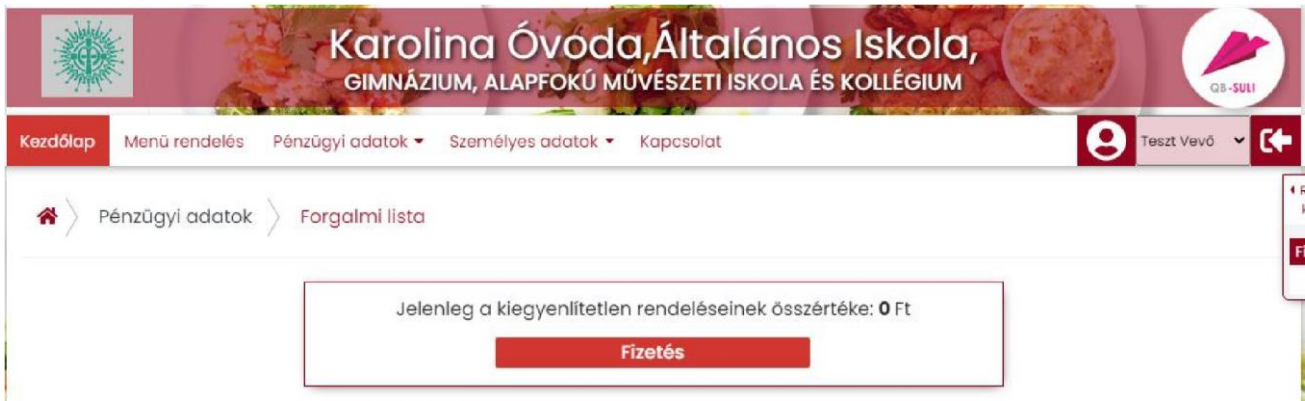 Karolina Óvoda,Általános Iskola,
GIMNÁZIUM, ALAPFOKÚ MŰVÉSZETI ISKOLA ÉS KOLLÉGIUM
QB-SULI
Kezdőlap Menü rendelés Pénzügyi adatok Személyes adatok Kapcsolat Teszt Vevő
Pénzügyi adatok Forgalmi lista
Jelenleg a kiegyenlítetlen rendeléseinek összértéke: 0 Ft
Fizetés